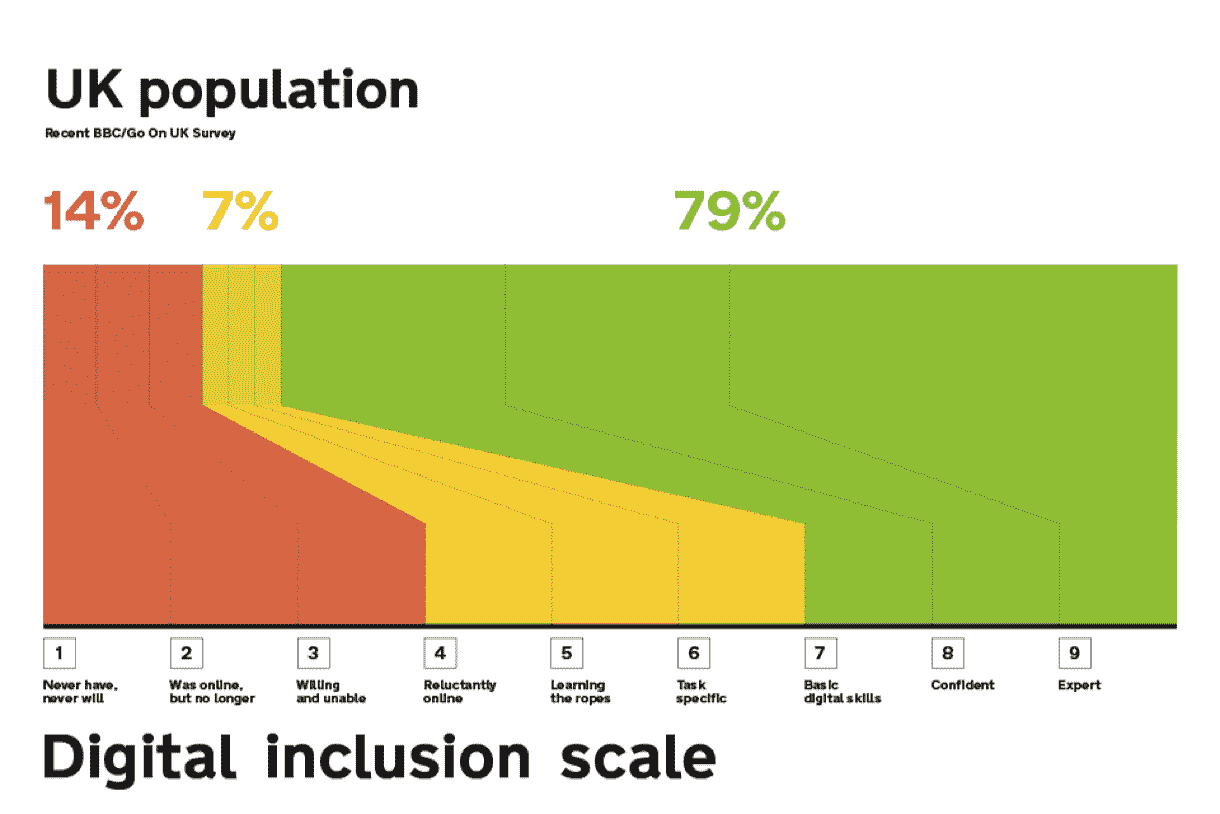 UK population
Recent BBC/Go On UK Survey
14% 7% 79%
1 2 3 4 5 6 7 8 9
Never have, Was online, Willing Reluctantly Learning Task Basic Confident Expert
never will but no longer and unable online the ropes specific digital skills
Digital inclusion scale